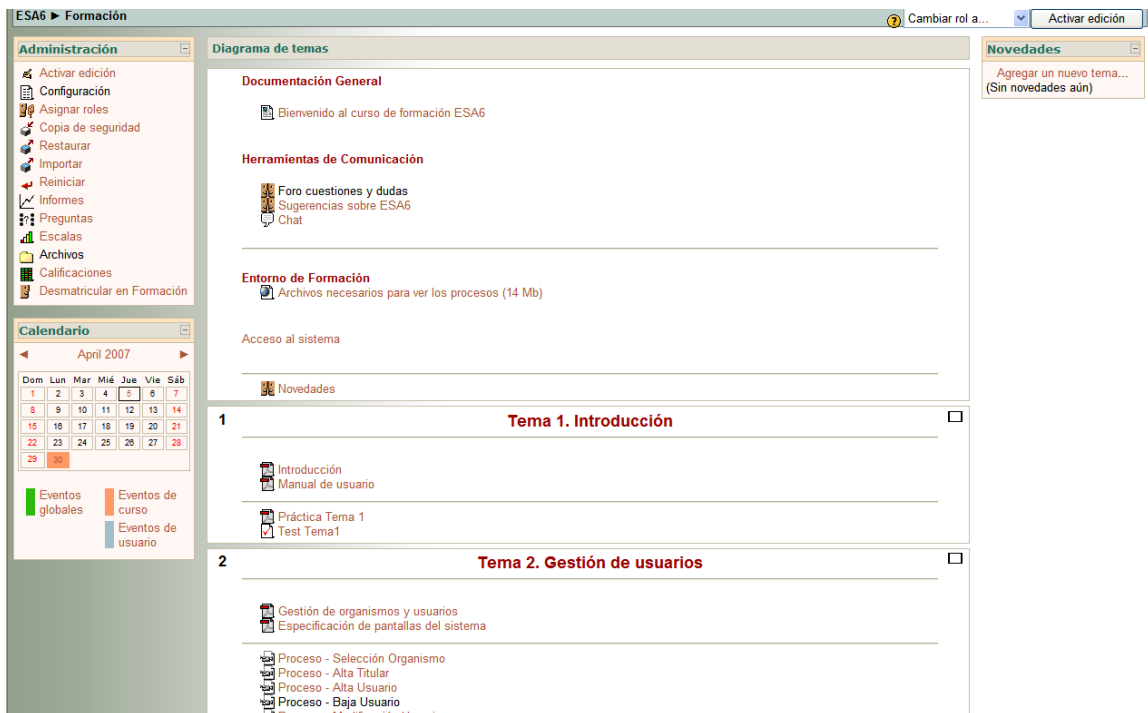 ESA6 ► Formación
Cambiar rol a...
Activar edición
Administración
Activar edición
Configuración
Asignar roles
Copia de seguridad
Restaurar
Importar
Reiniciar
Informes
Preguntas
Escalas
Archivos
Calificaciones
Desmatricular en Formación
Calendario
◄ April 2007 ►
Dom Lun Mar Mié Jue Vie Sáb
1 2 3 4 5 6 7
8 9 10 11 12 13 14
15 16 17 18 19 20 21
22 23 24 25 26 27 28
29 30
Eventos globales
Eventos de curso
Eventos de usuario
Diagrama de temas
Documentación General
Bienvenido al curso de formación ESA6
Herramientas de Comunicación
Foro cuestiones y dudas
Sugerencias sobre ESA6
Chat
Entorno de Formación
Archivos necesarios para ver los procesos (14 Mb)
Acceso al sistema
Novedades
1 Tema 1. Introducción
Introducción
Manual de usuario
Práctica Tema 1
Test Tema1
2 Tema 2. Gestión de usuarios
Gestión de organismos y usuarios
Especificación de pantallas del sistema
Proceso - Selección Organismo
Proceso - Alta Titular
Proceso - Alta Usuario
Proceso - Baja Usuario
Novedades
Agregar un nuevo tema...
(Sin novedades aún)